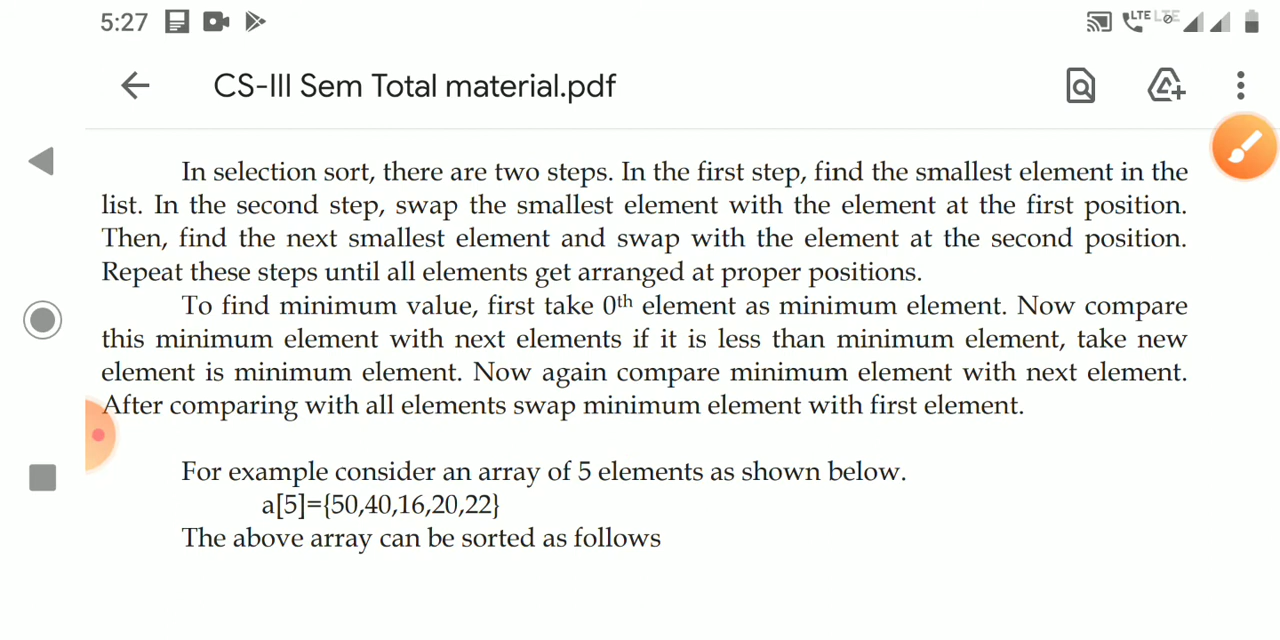 5:27
LTE LTE
CS-III Sem Total material.pdf
In selection sort, there are two steps. In the first step, find the smallest element in the
list. In the second step, swap the smallest element with the element at the first position.
Then, find the next smallest element and swap with the element at the second position.
Repeat these steps until all elements get arranged at proper positions.
To find minimum value, first take 0th element as minimum element. Now compare
this minimum element with next elements if it is less than minimum element, take new
element is minimum element. Now again compare minimum element with next element.
After comparing with all elements swap minimum element with first element.
For example consider an array of 5 elements as shown below.
a[5]={50,40,16,20,22}
The above array can be sorted as follows